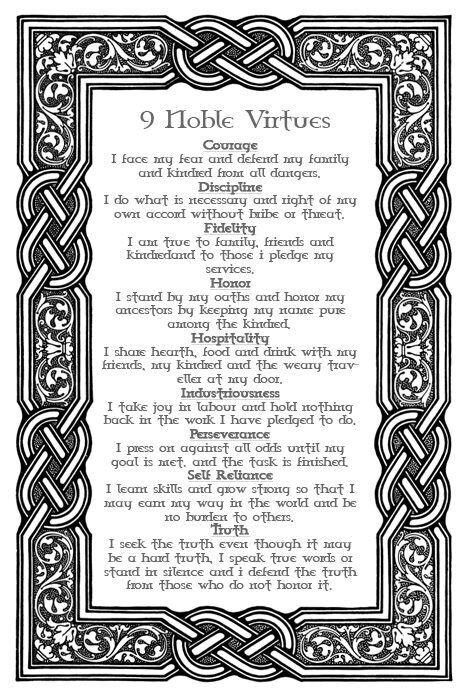 9 Noble Virtues
Courage
I face my fear and defend my family
and kindred from all dangers.
Discipline
I do what is necessary and right of my
own accord without bribe or threat.
Fidelity
I am true to family, friends and
kindredand to those i pledge my
services.
Honor
I stand by my oaths and honor my
ancestors by keeping my name pure
among the kindred.
Hospitality
I share hearth, food and drink with my
friends, my kindred and the weary trav-
eller at my door.
Industriousness
I take joy in labour and hold nothing
back in the work I have pledged to do.
Perseverance
I press on against all odds until my
goal is met, and the task is finished.
Self Reliance
I learn skills and grow strong so that I
may earn my way in the world and be
no burden to others.
Truth
I seek the truth even though it may
be a hard truth, I speak true words or
stand in silence and i defend the truth
from those who do not honor it.